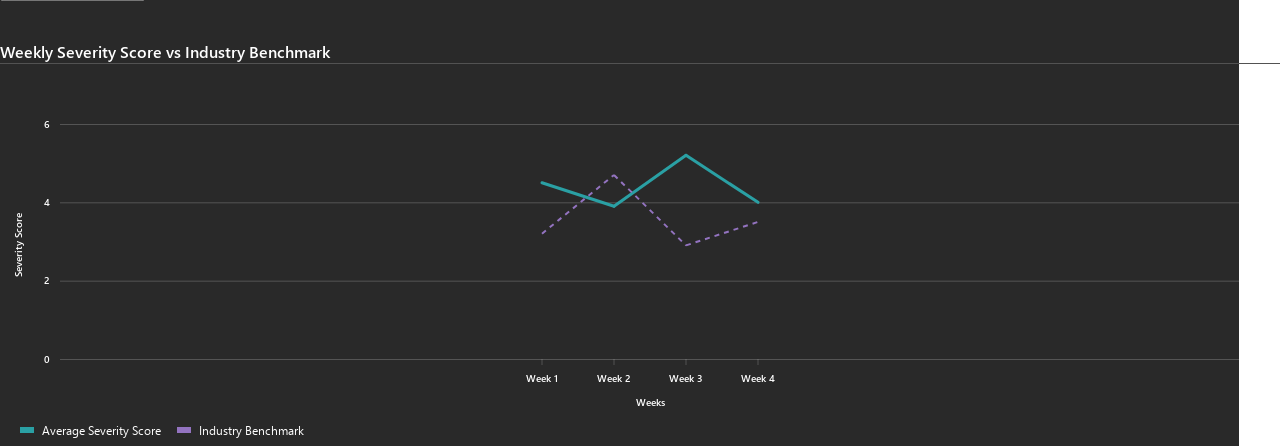 Weekly Severity Score vs Industry Benchmark
6
4
2
0
Severity Score
Week 1
Week 2
Week 3
Week 4
Weeks
Average Severity Score
Industry Benchmark